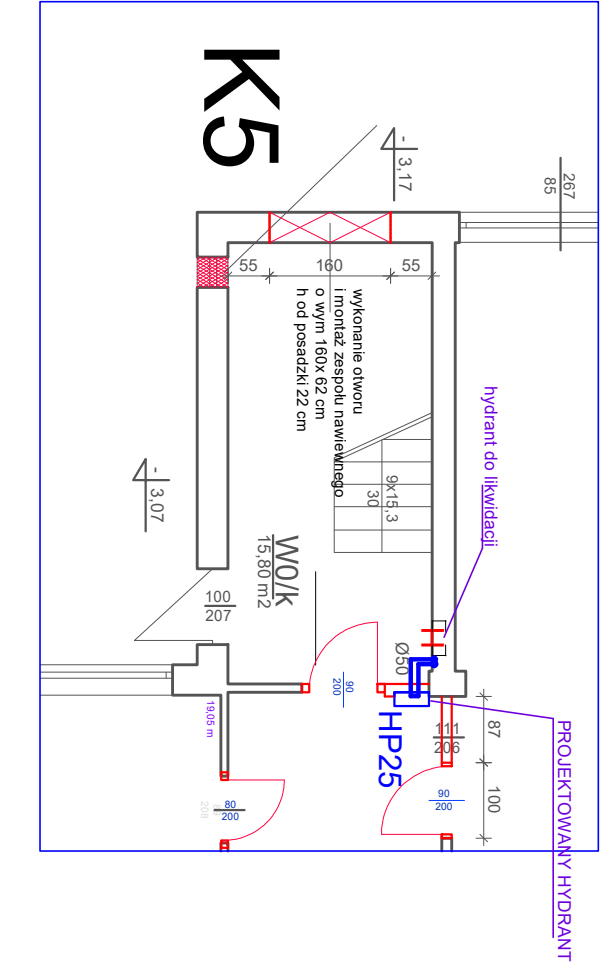 K5
-
3,17
267
85
55
160
55
wykonanie otworu
i montaż zespołu nawiewnego
o wym 160x 62 cm
h od posadzki 22 cm
hydrant do likwidacji
9x15,3
30
-
3,07
W0/k
15,80 m2
100
207
Ø50
90
200
HP25
111
206
87
100
90
200
19,05 m
80
200
208
PROJEKTOWANY HYDRANT